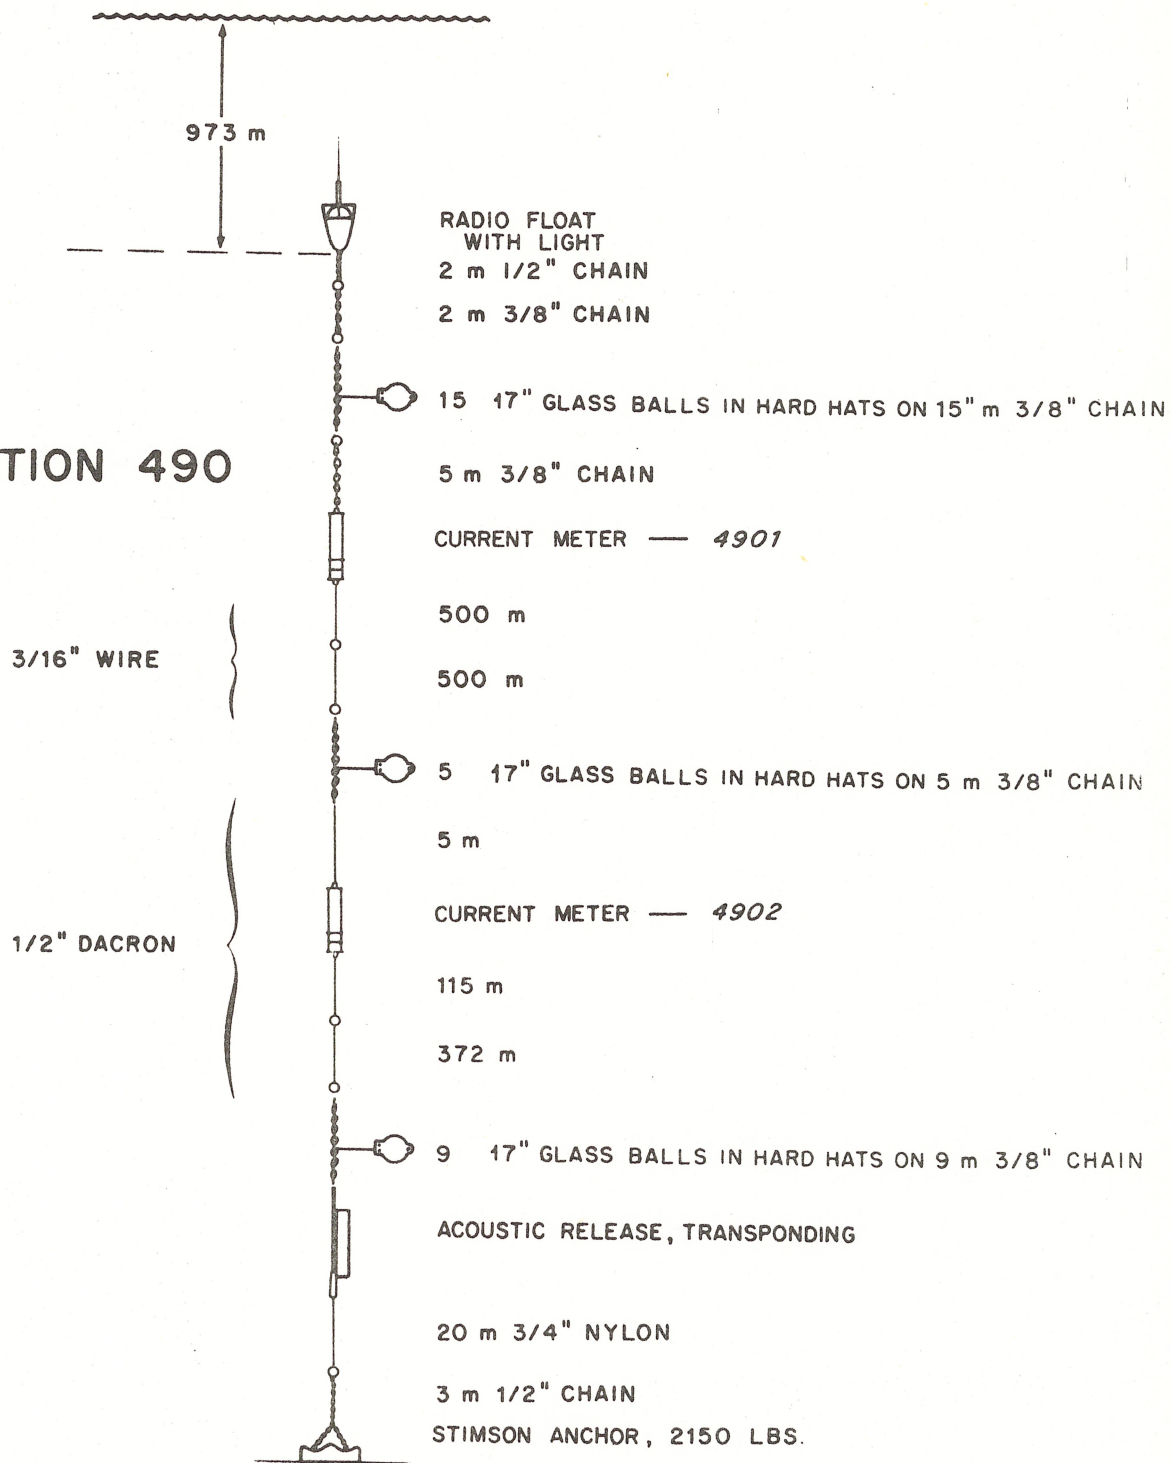 973 m
RADIO FLOAT
WITH LIGHT
2 m 1/2" CHAIN
2 m 3/8" CHAIN
15 17" GLASS BALLS IN HARD HATS ON 15" m 3/8" CHAIN
TION 490
5 m 3/8" CHAIN
CURRENT METER — 4901
500 m
3/16" WIRE
500 m
5 17" GLASS BALLS IN HARD HATS ON 5 m 3/8" CHAIN
5 m
CURRENT METER — 4902
1/2" DACRON
115 m
372 m
9 17" GLASS BALLS IN HARD HATS ON 9 m 3/8" CHAIN
ACOUSTIC RELEASE, TRANSPONDING
20 m 3/4" NYLON
3 m 1/2" CHAIN
STIMSON ANCHOR, 2150 LBS.